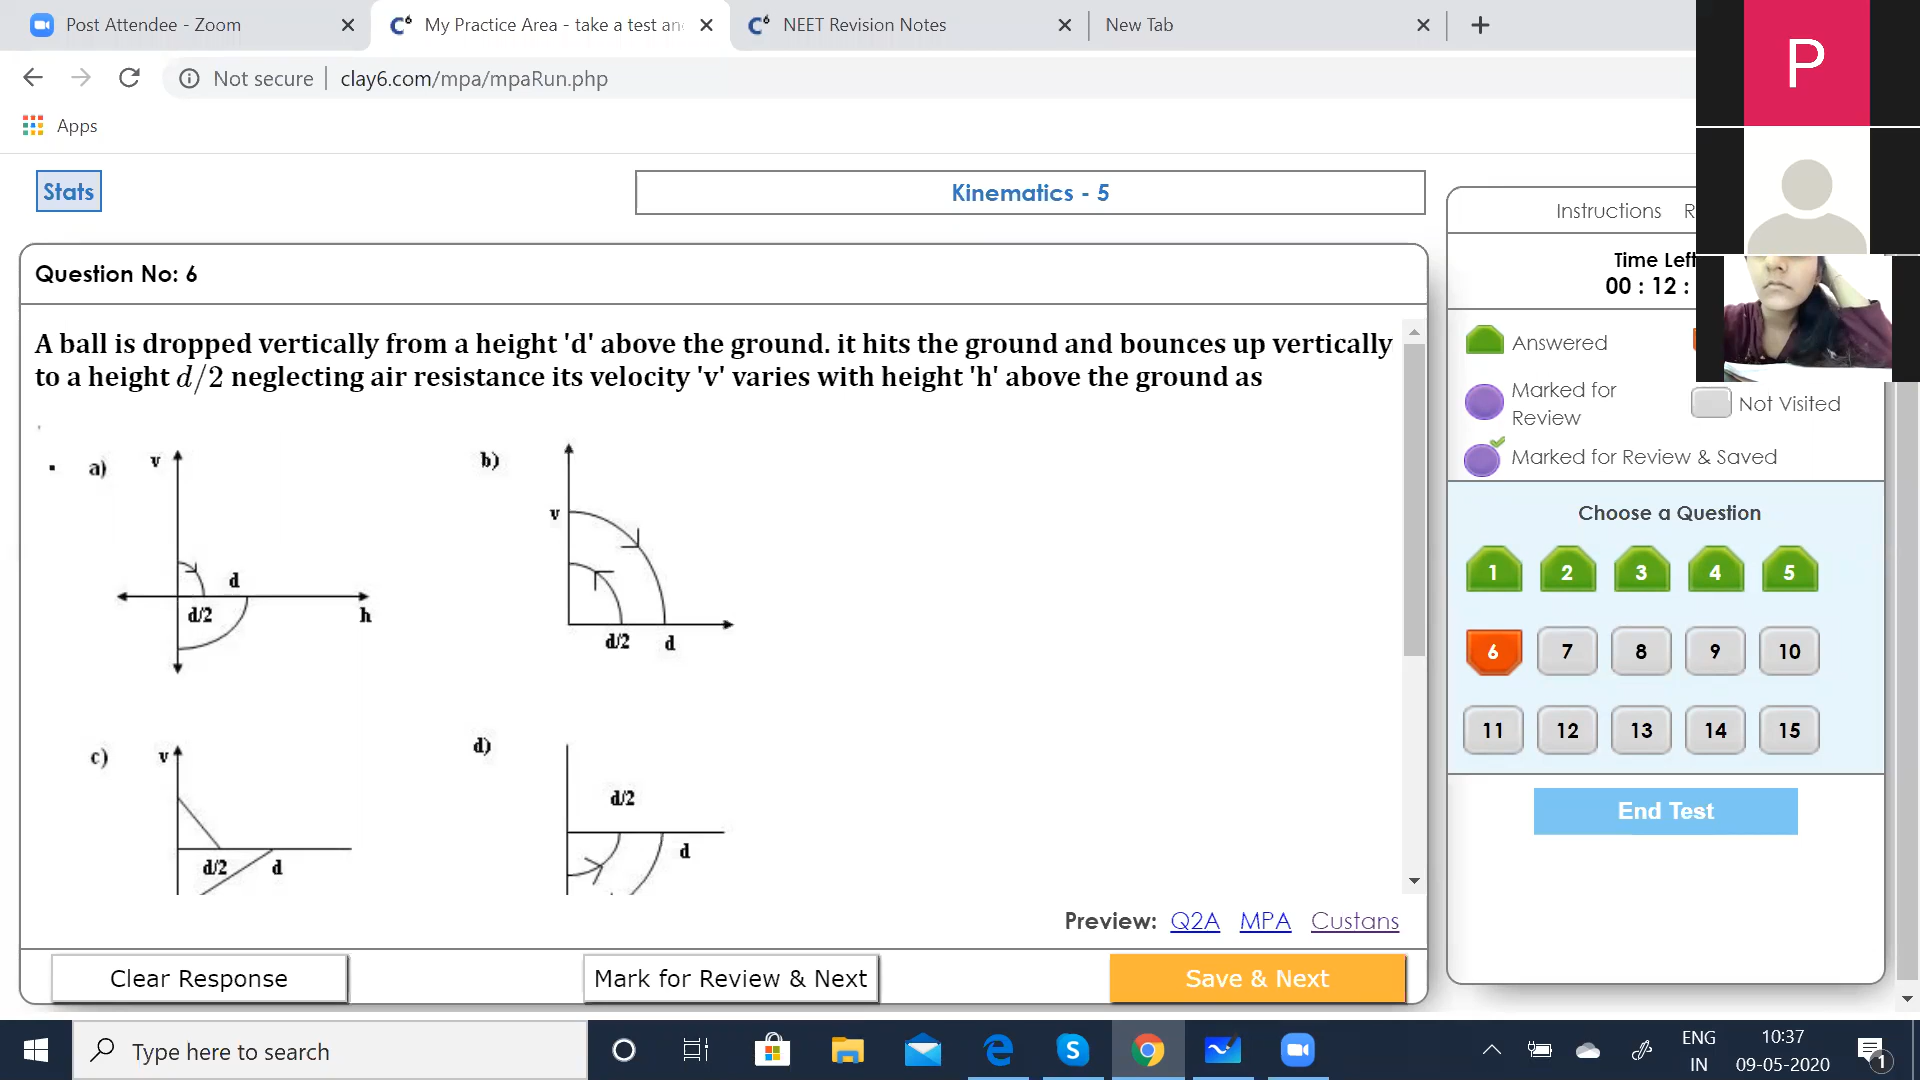 Post Attendee - Zoom
My Practice Area - take a test an
NEET Revision Notes
New Tab
Not secure
clay6.com/mpa/mpaRun.php
Apps
P
Stats
Kinematics - 5
Instructions R
Question No: 6
Time Left
00 : 12 :
A ball is dropped vertically from a height 'd' above the ground. it hits the ground and bounces up vertically
to a height d/2 neglecting air resistance its velocity 'v' varies with height 'h' above the ground as
a)
v
d
d/2
h
b)
v
d/2
d
c)
v
d/2
d
d)
d/2
d
Answered
Marked for
Review
Not Visited
Marked for Review & Saved
Choose a Question
1 2 3 4 5
6 7 8 9 10
11 12 13 14 15
End Test
Preview: Q2A MPA Custans
Clear Response
Mark for Review & Next
Save & Next
Type here to search
ENG
IN
10:37
09-05-2020
1